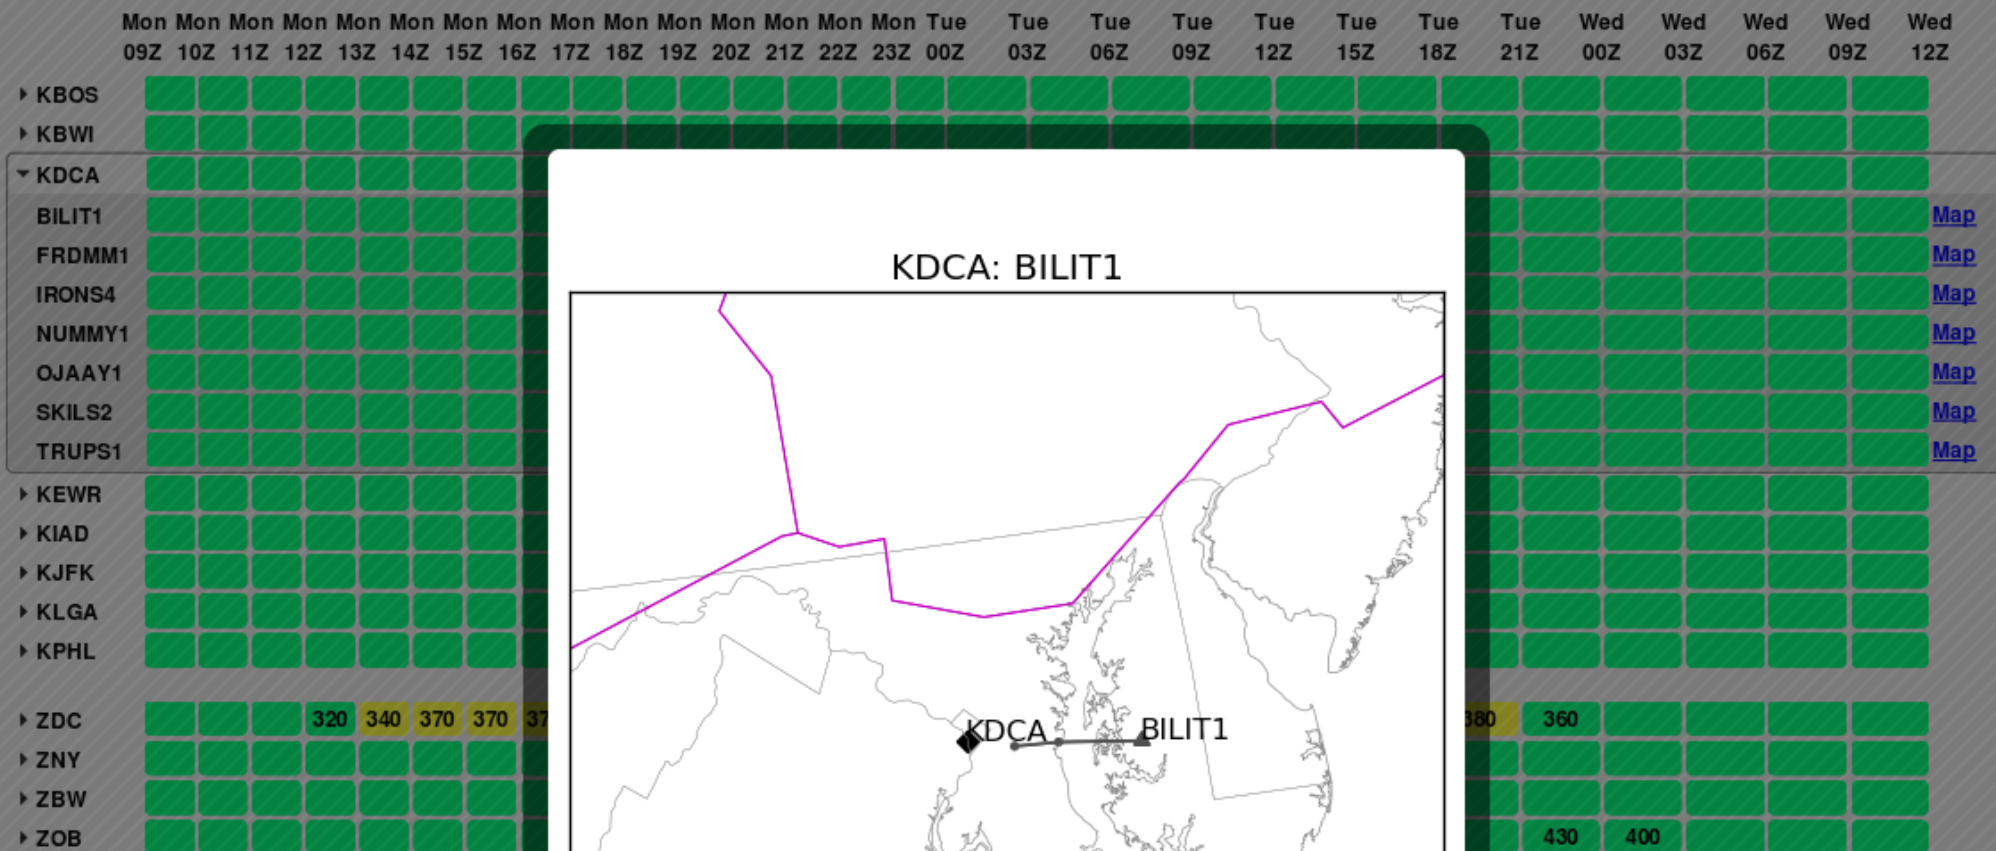 Mon Mon Mon Mon Mon Mon Mon Mon Mon Mon Mon Mon Mon Mon Mon Tue Tue Tue Tue Tue Tue Tue Tue Wed Wed Wed Wed Wed
09Z 10Z 11Z 12Z 13Z 14Z 15Z 16Z 17Z 18Z 19Z 20Z 21Z 22Z 23Z 00Z 03Z 06Z 09Z 12Z 15Z 18Z 21Z 00Z 03Z 06Z 09Z 12Z
KBOS
KBWI
KDCA
BILIT1 Map
FRDMM1 Map
IRONS4 Map
NUMMY1 Map
OJAAY1 Map
SKILS2 Map
TRUPS1 Map
KEWR
KIAD
KJFK
KLGA
KPHL
ZDC 320 340 370 370 37 380 360
ZNY
ZBW
ZOB 430 400
KDCA: BILIT1
KDCA BILIT1